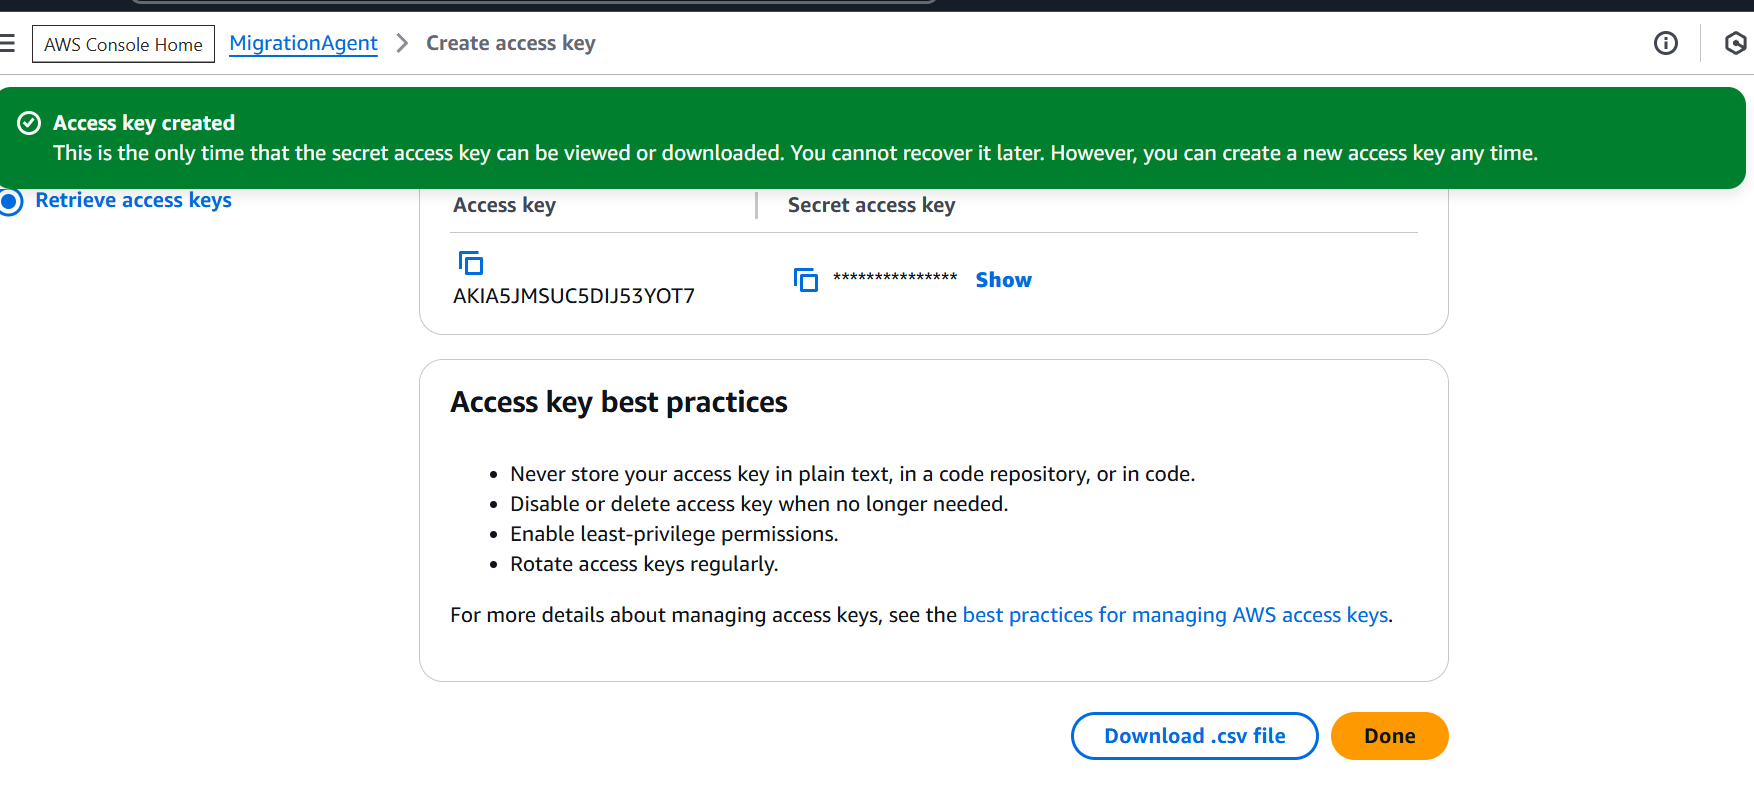 AWS Console Home MigrationAgent Create access key
Access key created
This is the only time that the secret access key can be viewed or downloaded. You cannot recover it later. However, you can create a new access key any time.
Retrieve access keys
Access key Secret access key
AKIA5JMSUC5DIJ53YOT7
*************** Show
Access key best practices
• Never store your access key in plain text, in a code repository, or in code.
• Disable or delete access key when no longer needed.
• Enable least-privilege permissions.
• Rotate access keys regularly.
For more details about managing access keys, see the best practices for managing AWS access keys.
Download .csv file Done